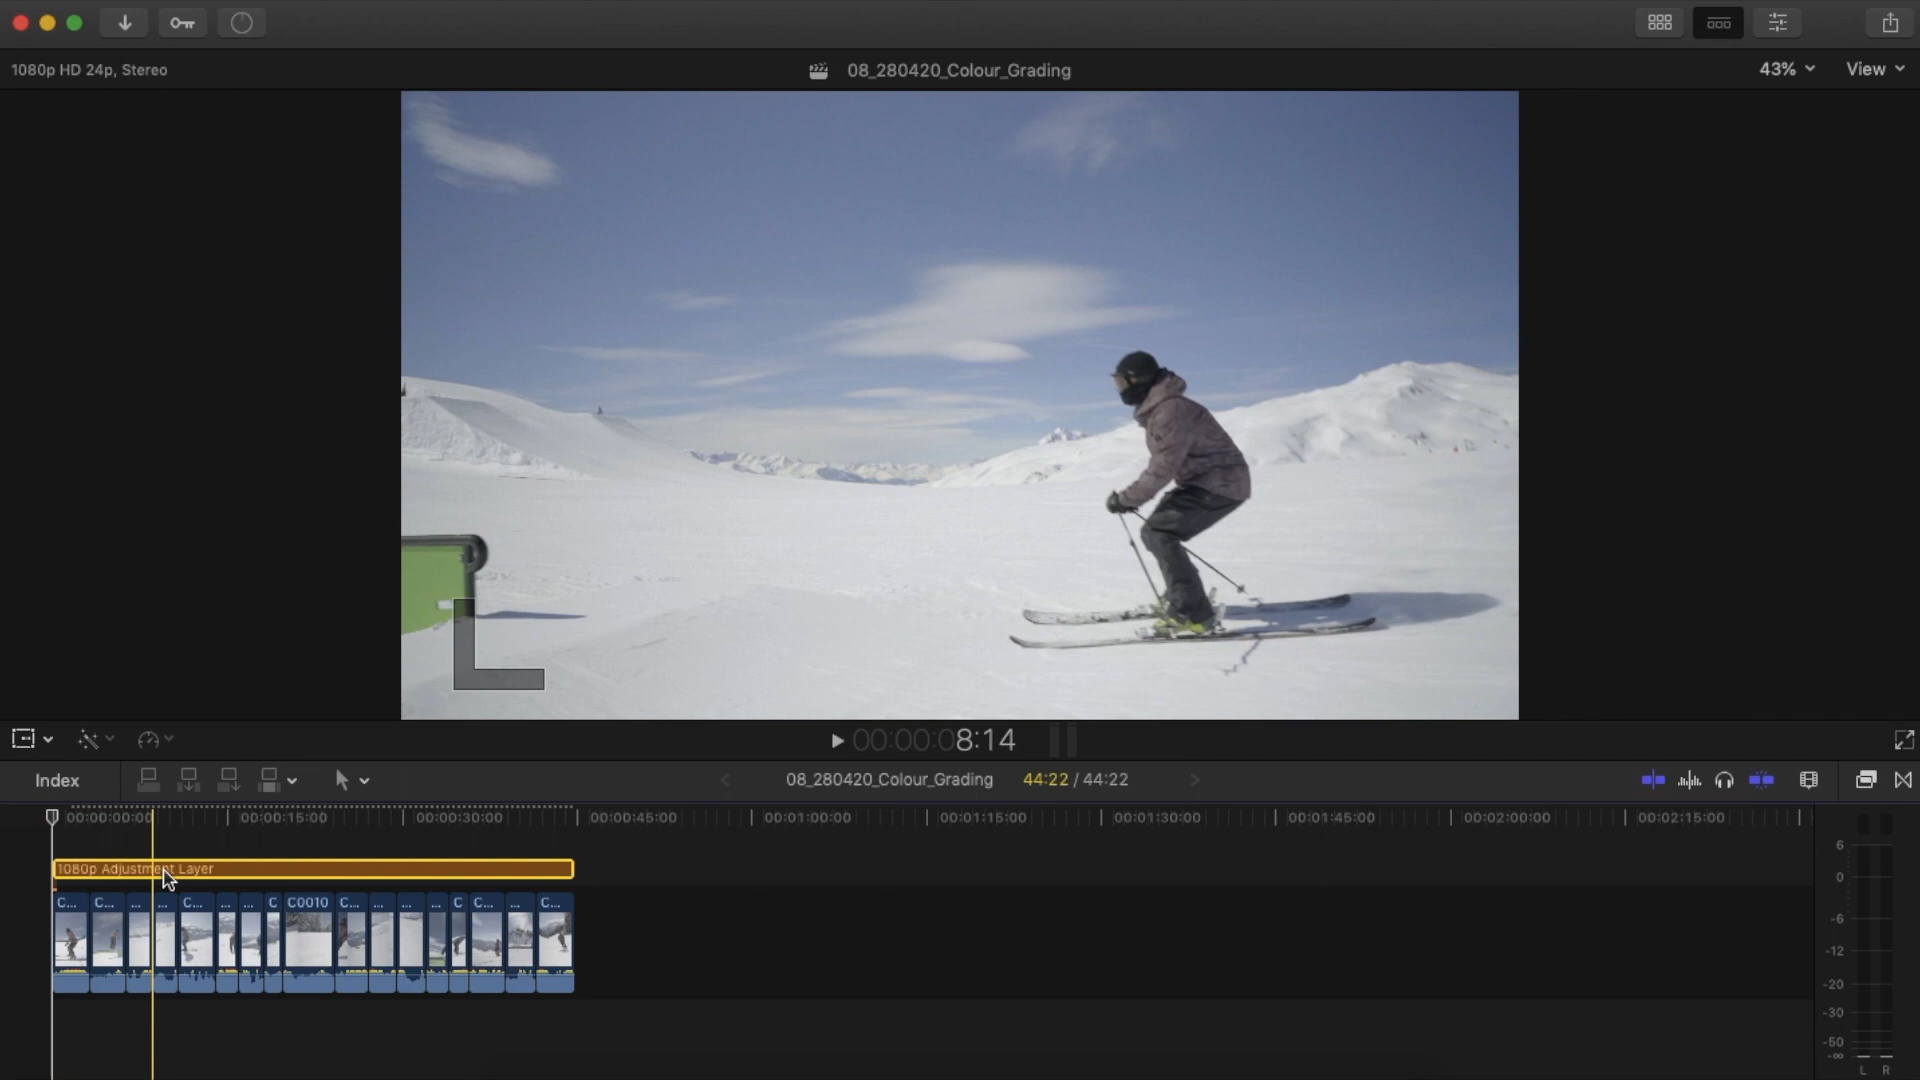 1080p HD 24p, Stereo
08_280420_Colour_Grading
43%
View
00:00:08:14
Index
08_280420_Colour_Grading
44:22 / 44:22
00:00:00:00
00:00:15:00
00:00:30:00
00:00:45:00
00:01:00:00
00:01:15:00
00:01:30:00
00:01:45:00
00:02:00:00
00:02:15:00
1080p Adjustment Layer
C... C... ... ... C... ... ... C C0010 C... ... ... ... C C... ... C...
6
0
-6
-12
-20
-30
-50
-∞
L R